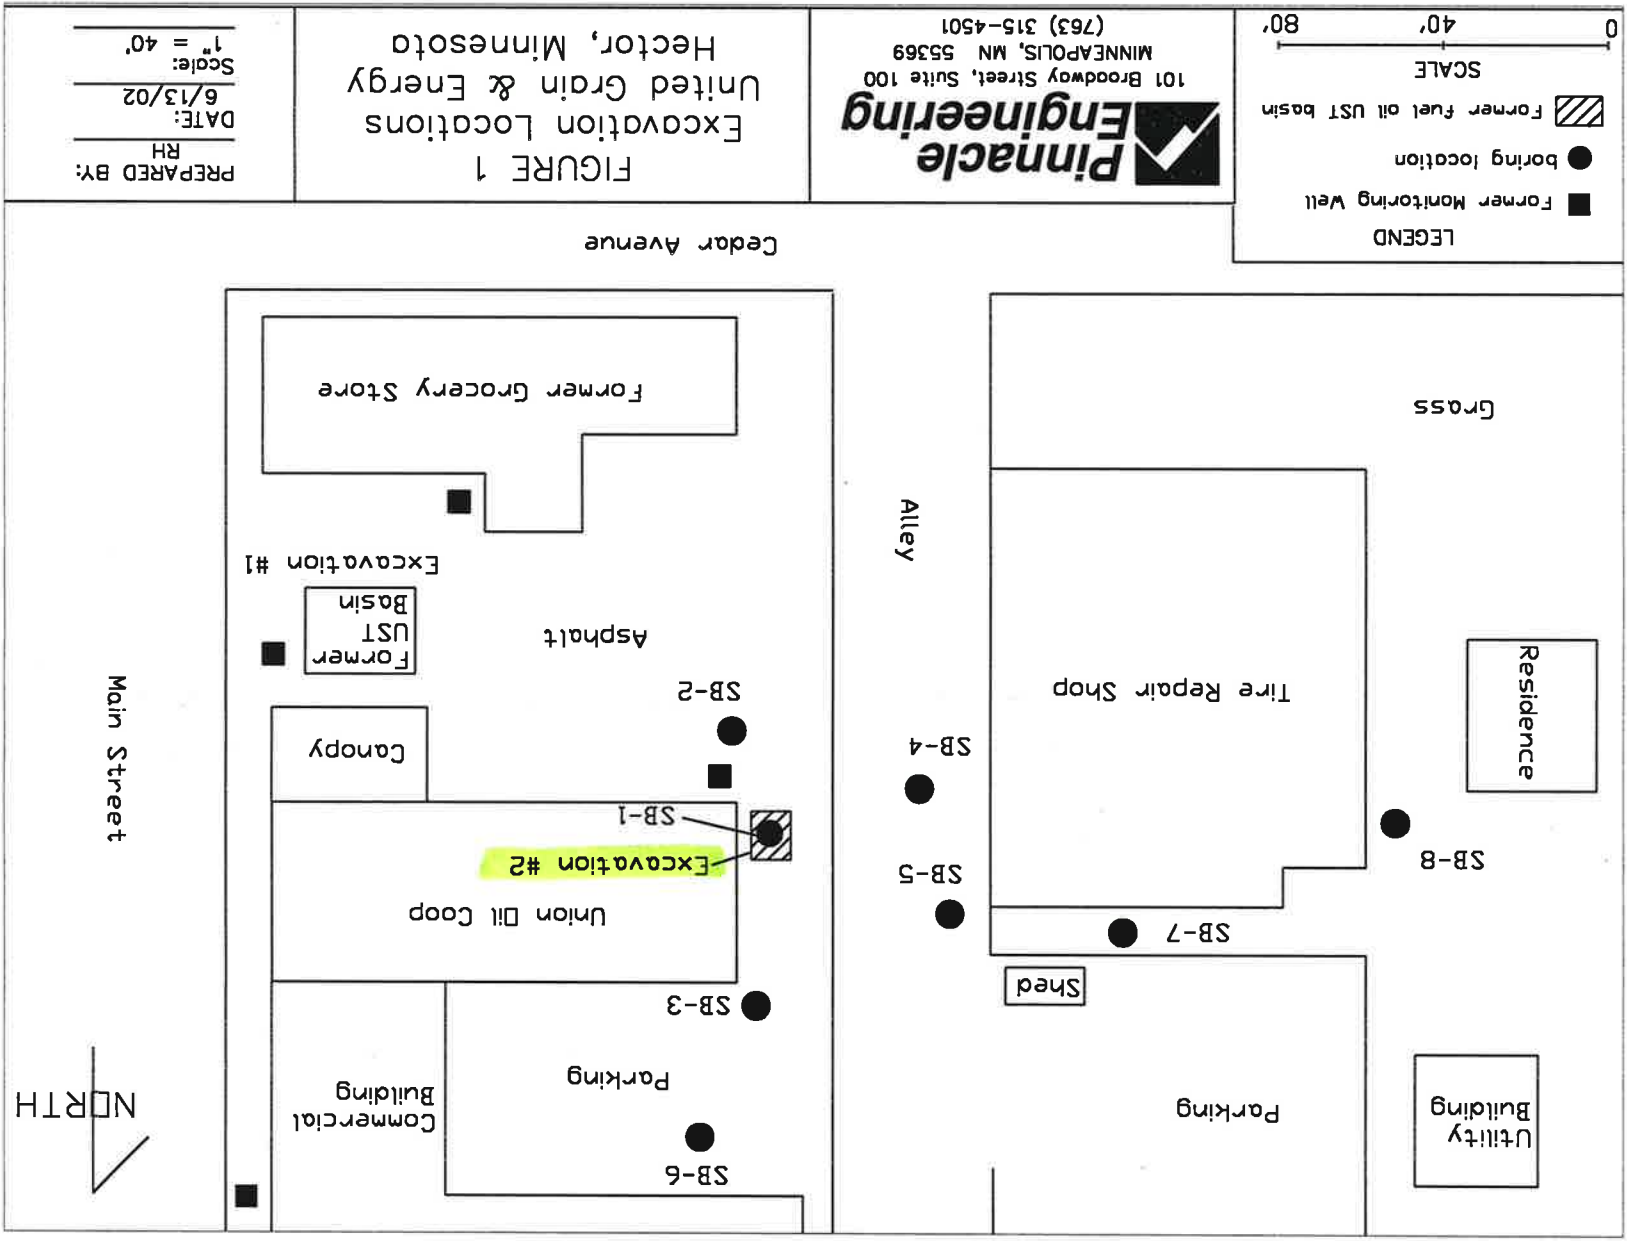 NORTH
Utility
Building
Parking
SB-6
Parking
Commercial
Building
Shed
SB-3
SB-7
SB-5
Union Oil Coop
SB-8
Excavation #2
SB-1
SB-4
Canopy
Residence
Tire Repair Shop
SB-2
Main Street
Asphalt
Former
UST
Basin
Excavation #1
Alley
Grass
Former Grocery Store
Cedar Avenue
LEGEND
Former Monitoring Well
boring location
Former Fuel oil UST basin
SCALE
0 40' 80'
Pinnacle
Engineering
101 Broadway Street, Suite 100
MINNEAPOLIS, MN 55369
(763) 315-4501
FIGURE 1
Excavation Locations
United Grain & Energy
Hector, Minnesota
PREPARED BY:
RH
DATE:
6/13/02
Scale:
1" = 40'